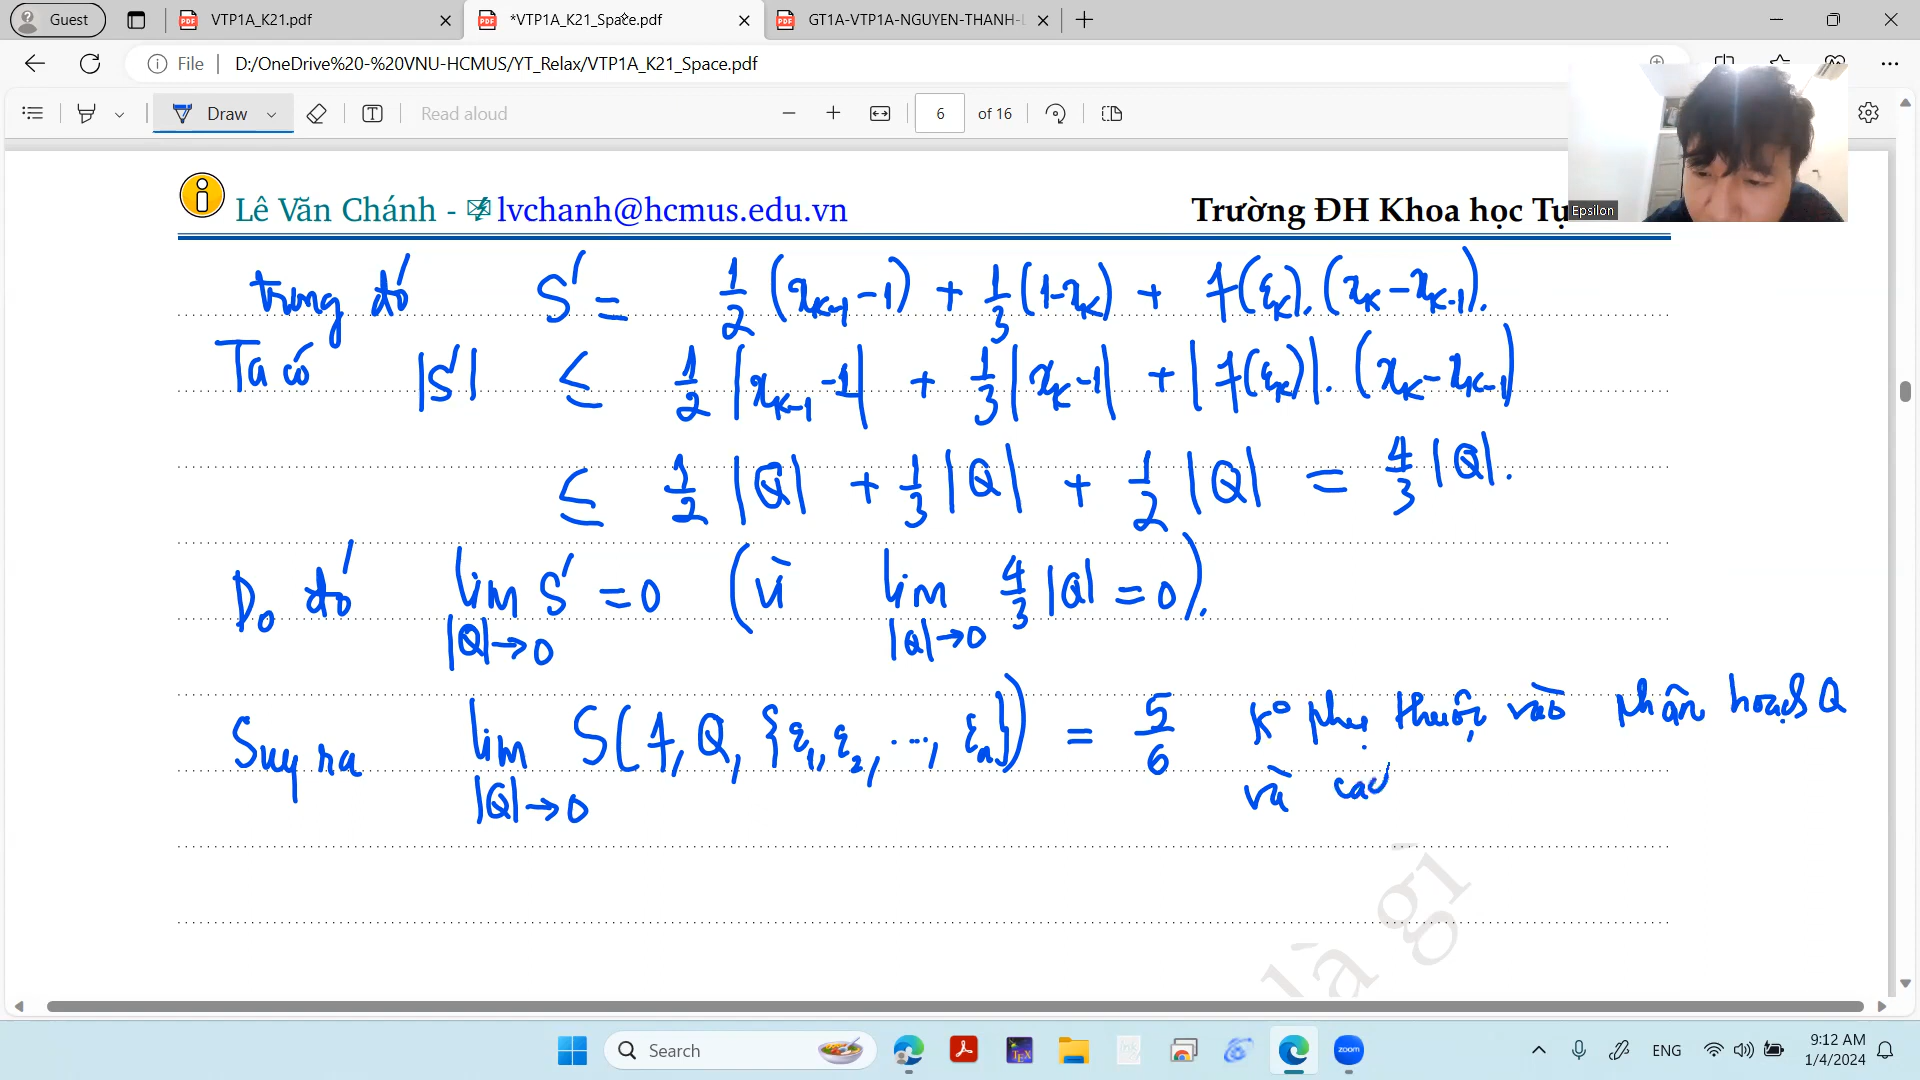 Guest
VTP1A_K21.pdf
*VTP1A_K21_Space.pdf
GT1A-VTP1A-NGUYEN-THANH-
File
D:/OneDrive%20-%20VNU-HCMUS/YT_Relax/VTP1A_K21_Space.pdf
Draw
Read aloud
6 of 16
Lê Văn Chánh - lvchanh@hcmus.edu.vn
Trường ĐH Khoa học Tự
Epsilon
trong đó S' = 1/2 (x_{k-1} - 1) + 1/3 (1 - x_k) + f(ξ_k).(x_k - x_{k-1}).
Ta có |S'| ≤ 1/2 |x_{k-1} - 1| + 1/3 |x_k - 1| + |f(ξ_k)|.(x_k - x_{k-1})
≤ 1/2 |Q| + 1/3 |Q| + 1/2 |Q| = 4/3 |Q|.
Do đó lim_{|Q|→0} S' = 0 (vì lim_{|Q|→0} 4/3 |Q| = 0).
Suy ra lim_{|Q|→0} S(f, Q, {ξ_1, ξ_2, ..., ξ_n}) = 5/6 K° phụ thuộc vào phân hoạch Q
và các
là gì
Search
zoom
ENG
9:12 AM
1/4/2024